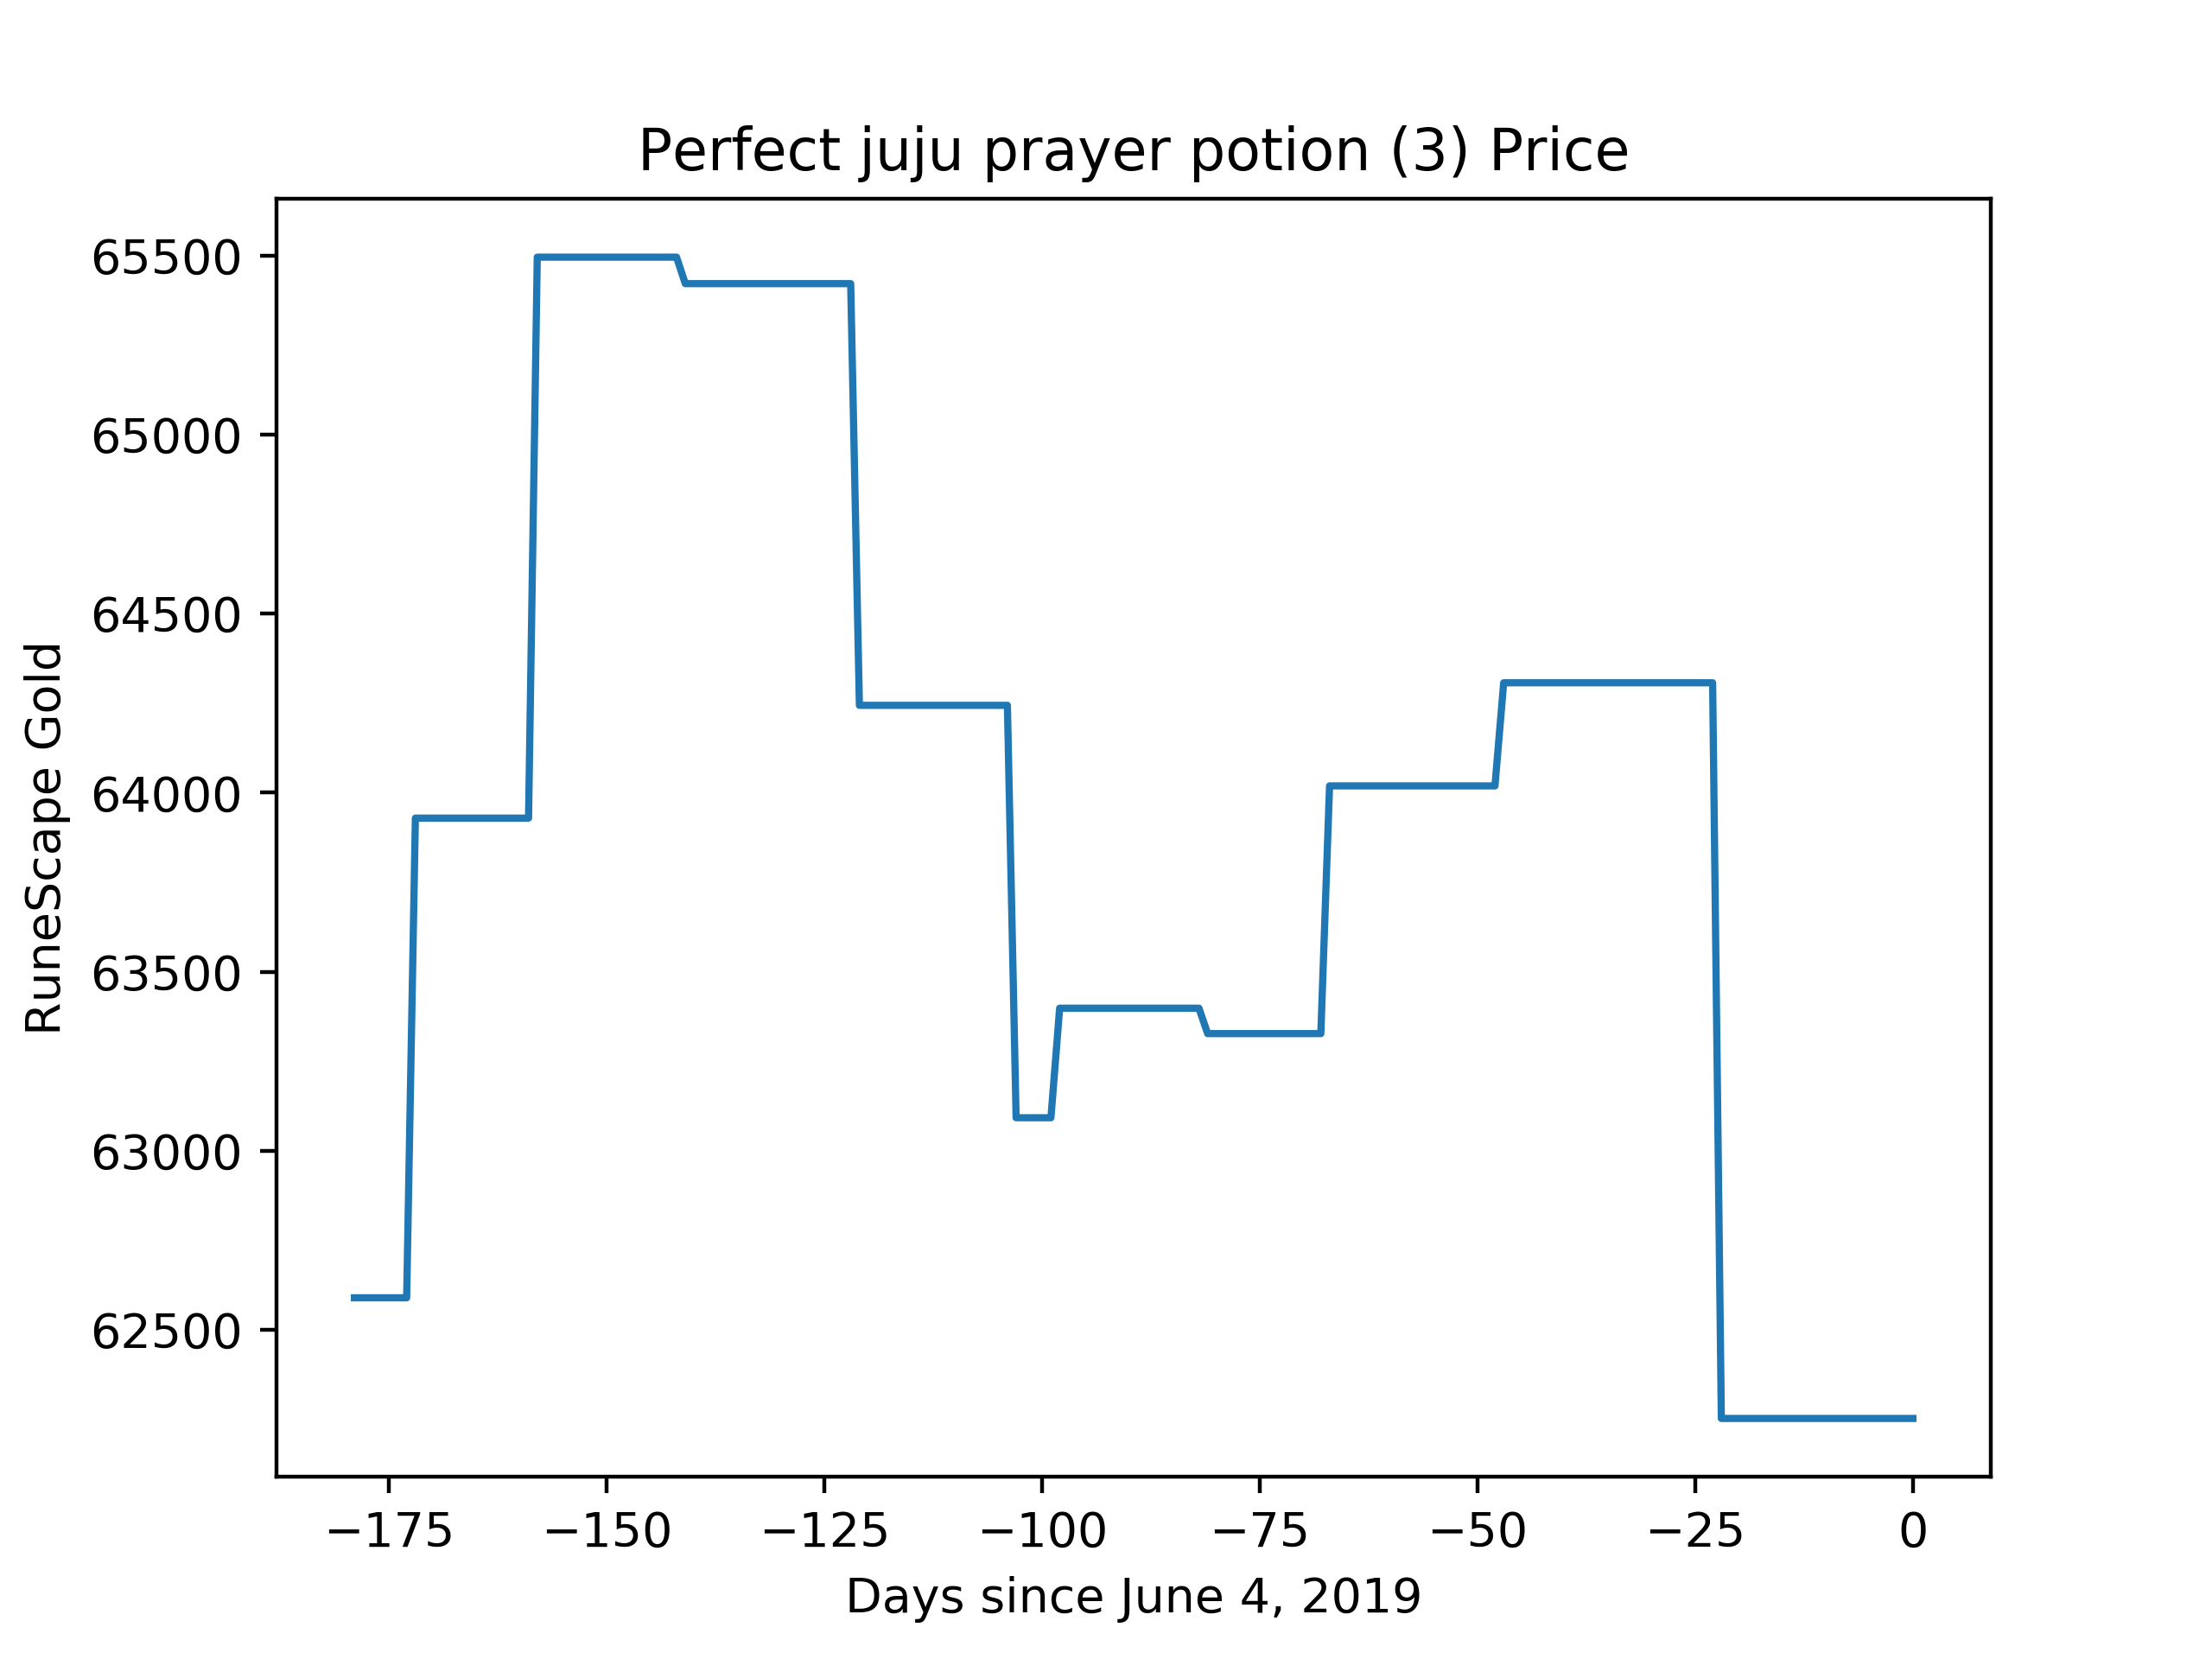 Perfect juju prayer potion (3) Price
RuneScape Gold
65500
65000
64500
64000
63500
63000
62500
−175 −150 −125 −100 −75 −50 −25 0
Days since June 4, 2019